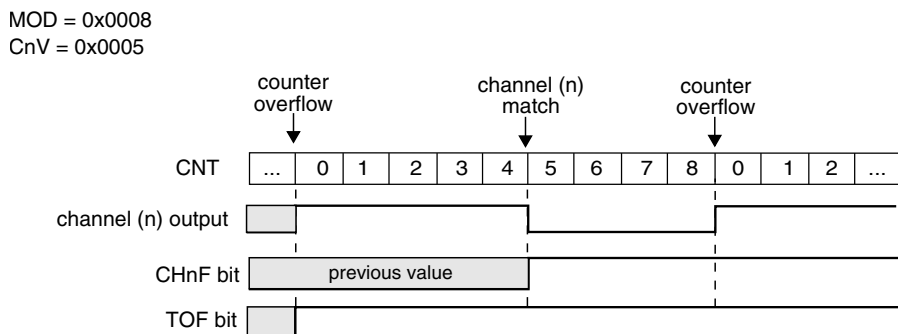 MOD = 0x0008
CnV = 0x0005
counter overflow
channel (n) match
counter overflow
CNT ... 0 1 2 3 4 5 6 7 8 0 1 2 ...
channel (n) output
CHnF bit previous value
TOF bit